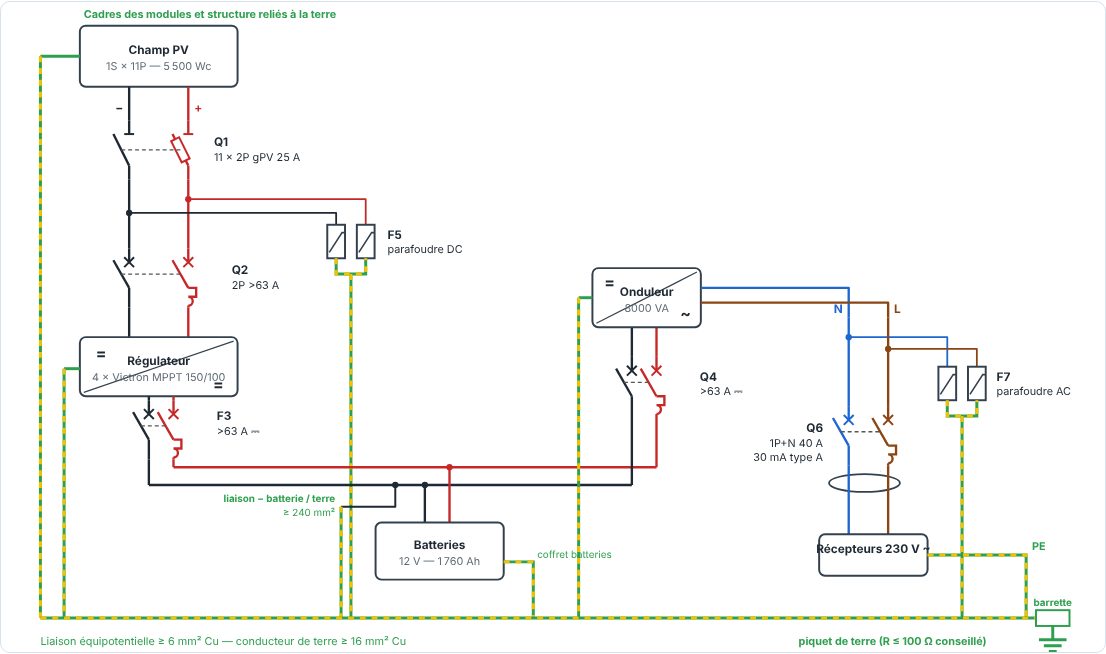 Cadres des modules et structure reliés à la terre
Champ PV
1S × 11P — 5 500 Wc
−
+
Q1
11 × 2P gPV 25 A
F5
parafoudre DC
Q2
2P >63 A
=
Onduleur
8000 VA
~
N
L
=
Régulateur
4 × Victron MPPT 150/100
=
Q4
>63 A ⎓
F7
parafoudre AC
F3
>63 A ⎓
Q6
1P+N 40 A
30 mA type A
liaison − batterie / terre
≥ 240 mm²
Batteries
12 V — 1 760 Ah
coffret batteries
Récepteurs 230 V ~
PE
barrette
Liaison équipotentielle ≥ 6 mm² Cu — conducteur de terre ≥ 16 mm² Cu
piquet de terre (R ≤ 100 Ω conseillé)